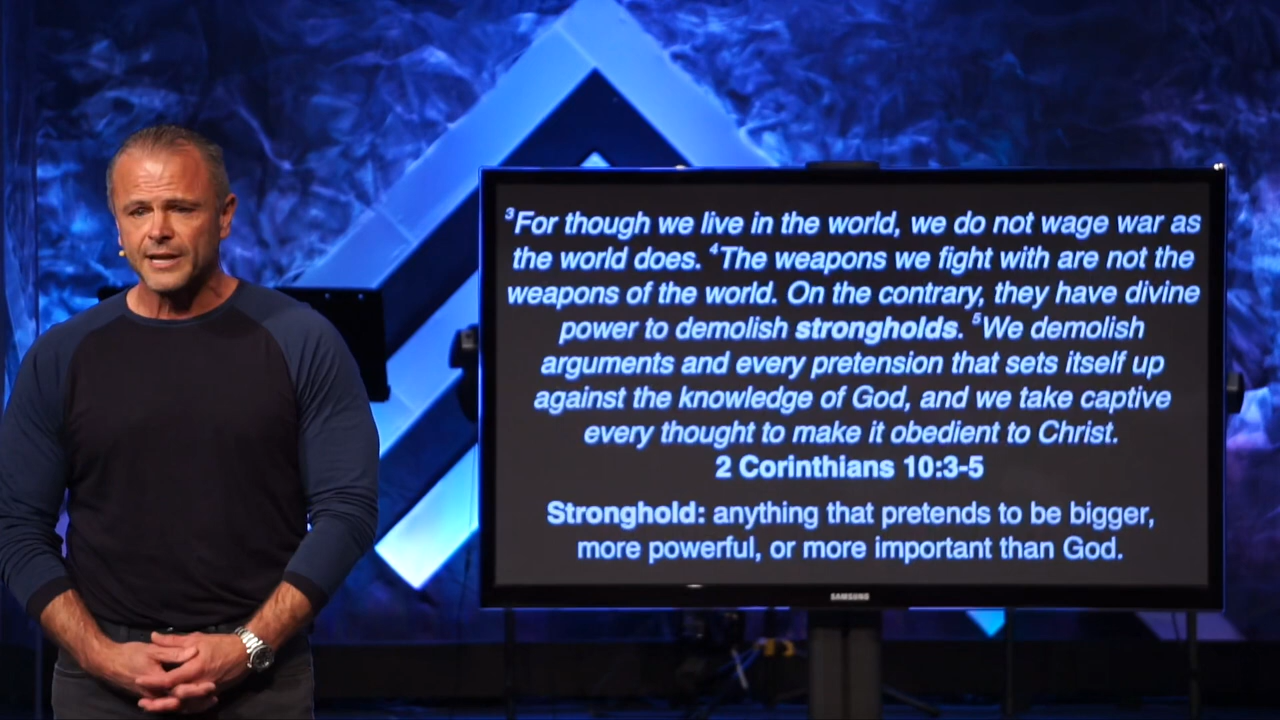 ³For though we live in the world, we do not wage war as
the world does. ⁴The weapons we fight with are not the
weapons of the world. On the contrary, they have divine
power to demolish strongholds. ⁵We demolish
arguments and every pretension that sets itself up
against the knowledge of God, and we take captive
every thought to make it obedient to Christ.
2 Corinthians 10:3-5
Stronghold: anything that pretends to be bigger,
more powerful, or more important than God.
SAMSUNG